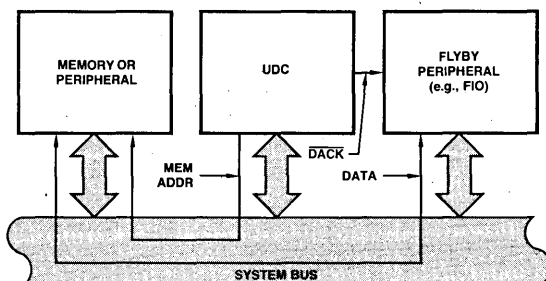 MEMORY OR
PERIPHERAL
UDC
FLYBY
PERIPHERAL
(e.g., FIO)
DACK
MEM
ADDR
DATA
SYSTEM BUS